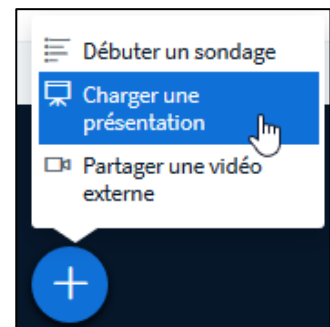 Débuter un sondage
Charger une
présentation
Partager une vidéo
externe